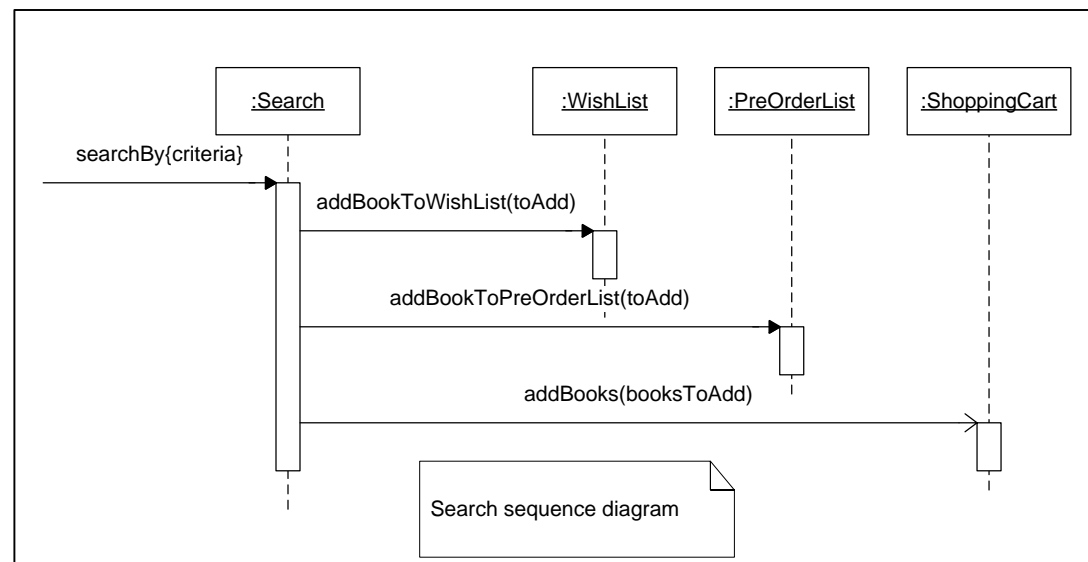 :Search
:WishList
:PreOrderList
:ShoppingCart
searchBy{criteria}
addBookToWishList(toAdd)
addBookToPreOrderList(toAdd)
addBooks(booksToAdd)
Search sequence diagram